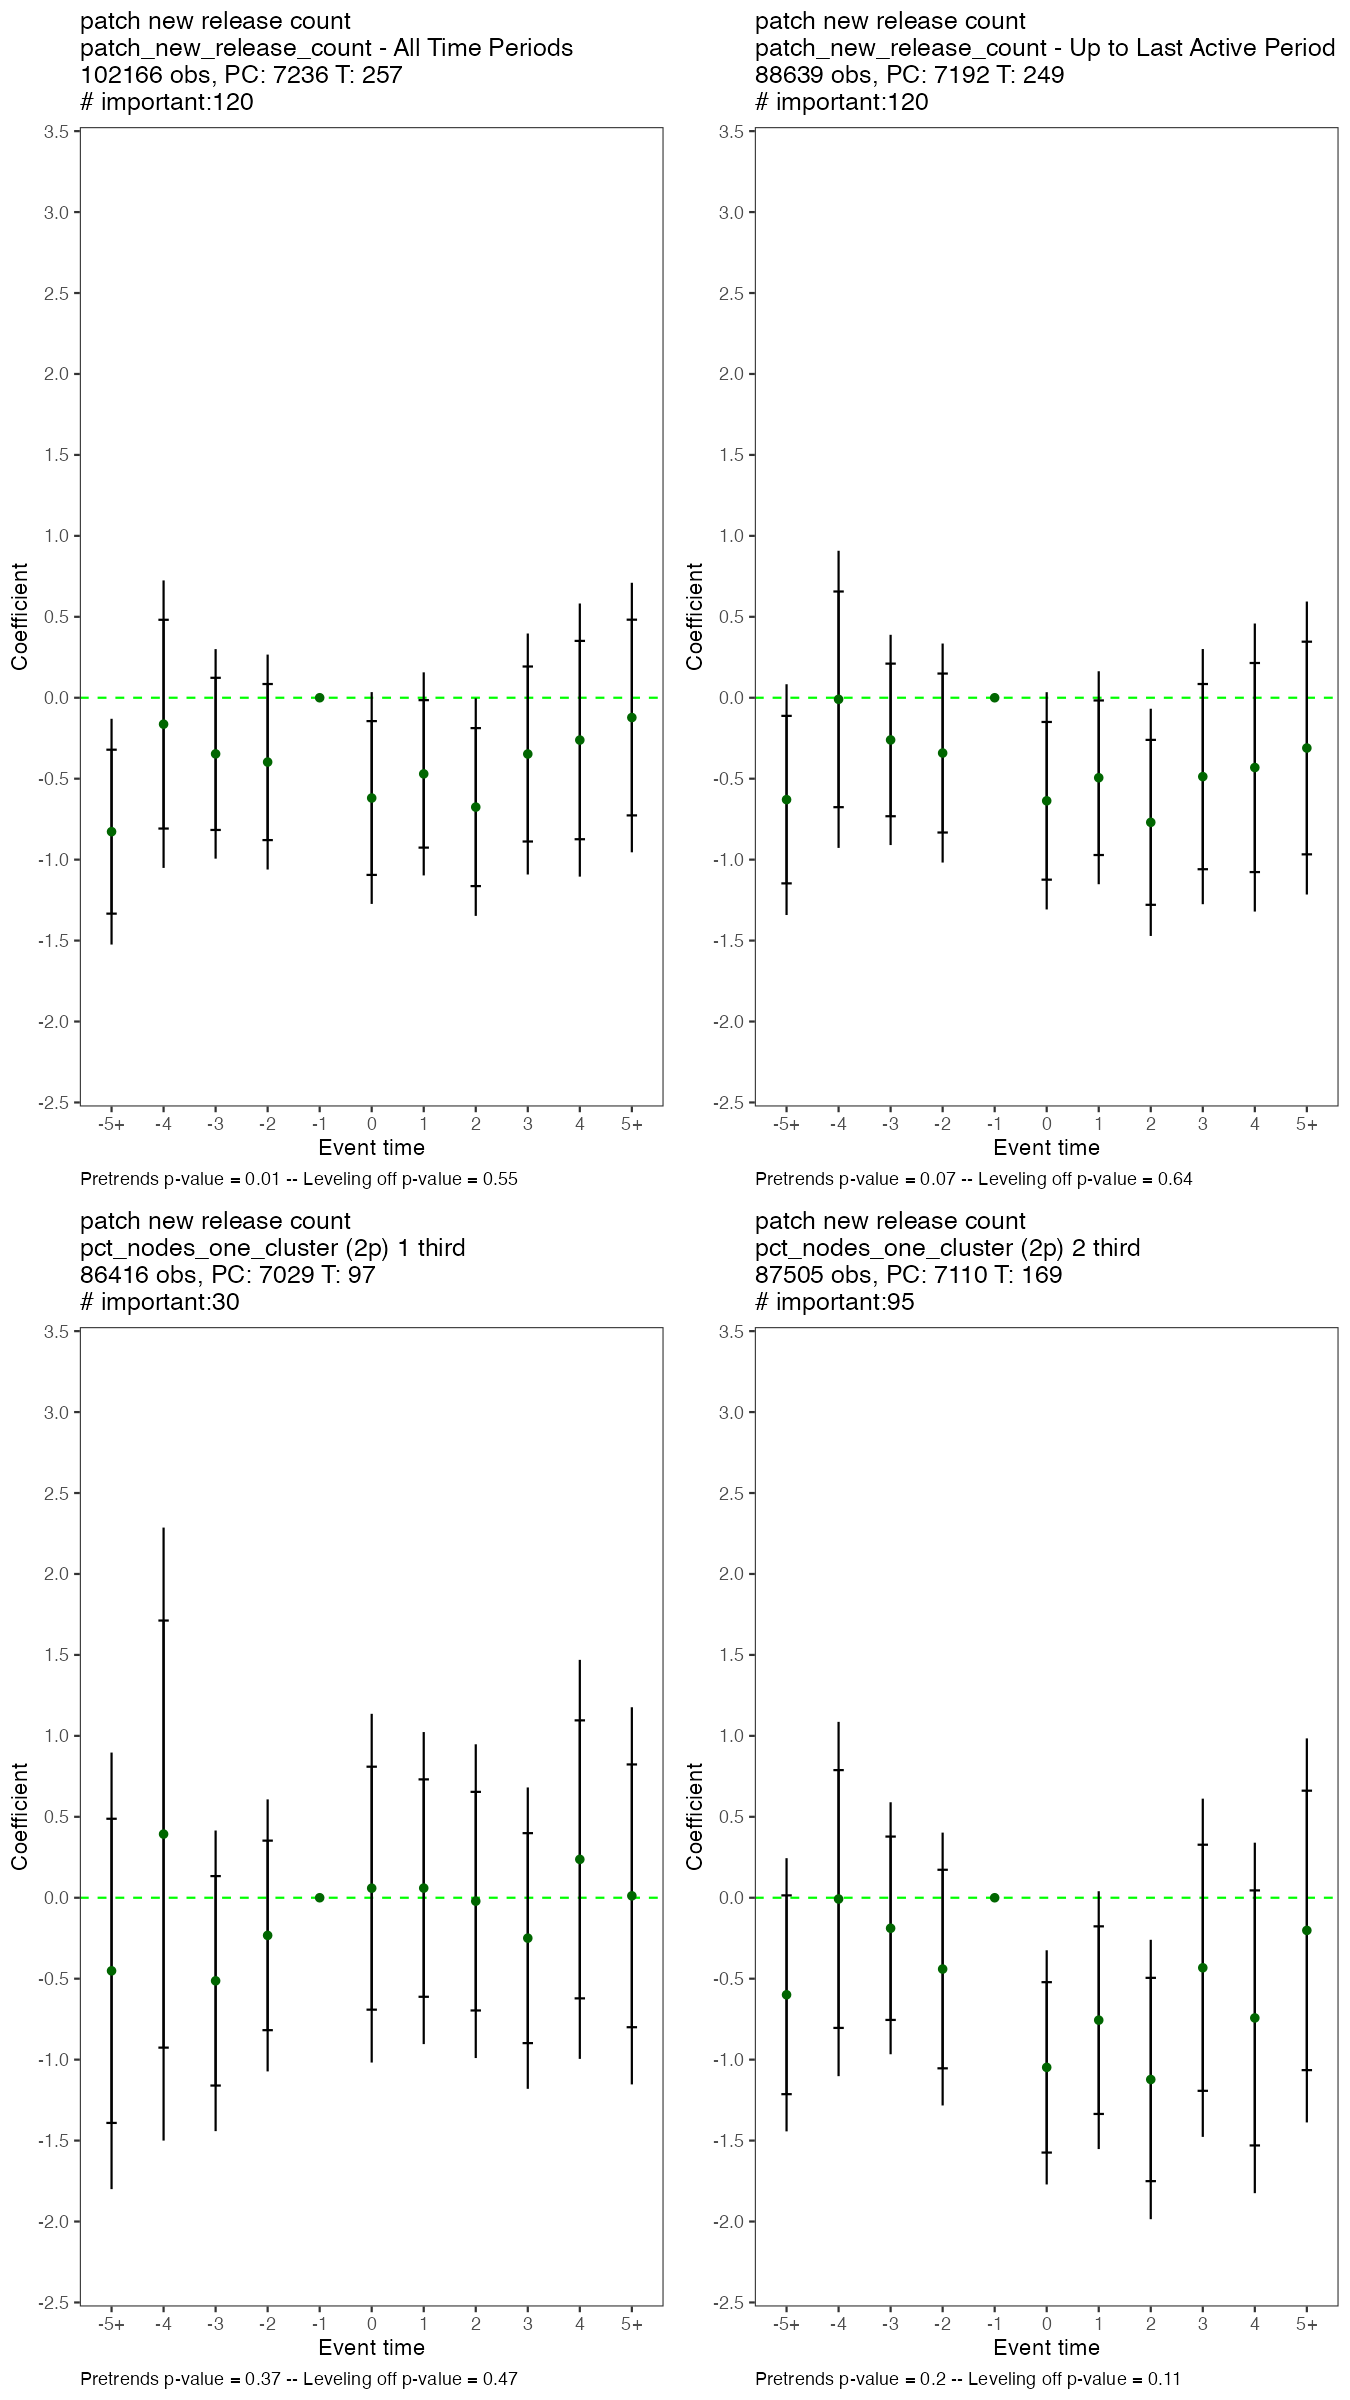 patch new release count
patch_new_release_count - All Time Periods
102166 obs, PC: 7236 T: 257
# important:120
3.5
3.0
2.5
2.0
1.5
1.0
0.5
0.0
-0.5
-1.0
-1.5
-2.0
-2.5
Coefficient
-5+ -4 -3 -2 -1 0 1 2 3 4 5+
Event time
Pretrends p-value = 0.01 -- Leveling off p-value = 0.55
patch new release count
patch_new_release_count - Up to Last Active Period
88639 obs, PC: 7192 T: 249
# important:120
3.5
3.0
2.5
2.0
1.5
1.0
0.5
0.0
-0.5
-1.0
-1.5
-2.0
-2.5
Coefficient
-5+ -4 -3 -2 -1 0 1 2 3 4 5+
Event time
Pretrends p-value = 0.07 -- Leveling off p-value = 0.64
patch new release count
pct_nodes_one_cluster (2p) 1 third
86416 obs, PC: 7029 T: 97
# important:30
3.5
3.0
2.5
2.0
1.5
1.0
0.5
0.0
-0.5
-1.0
-1.5
-2.0
-2.5
Coefficient
-5+ -4 -3 -2 -1 0 1 2 3 4 5+
Event time
Pretrends p-value = 0.37 -- Leveling off p-value = 0.47
patch new release count
pct_nodes_one_cluster (2p) 2 third
87505 obs, PC: 7110 T: 169
# important:95
3.5
3.0
2.5
2.0
1.5
1.0
0.5
0.0
-0.5
-1.0
-1.5
-2.0
-2.5
Coefficient
-5+ -4 -3 -2 -1 0 1 2 3 4 5+
Event time
Pretrends p-value = 0.2 -- Leveling off p-value = 0.11